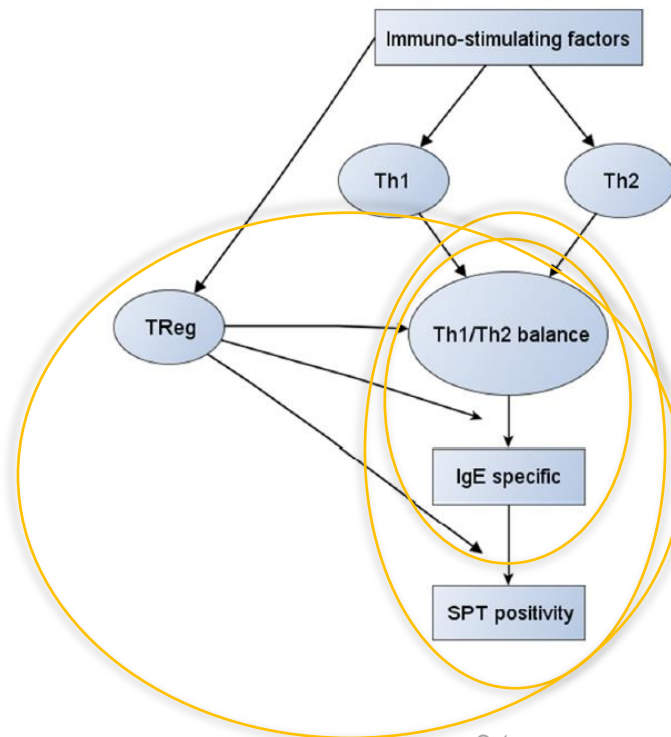 Immuno-stimulating factors
Th1
Th2
TReg
Th1/Th2 balance
IgE specific
SPT positivity